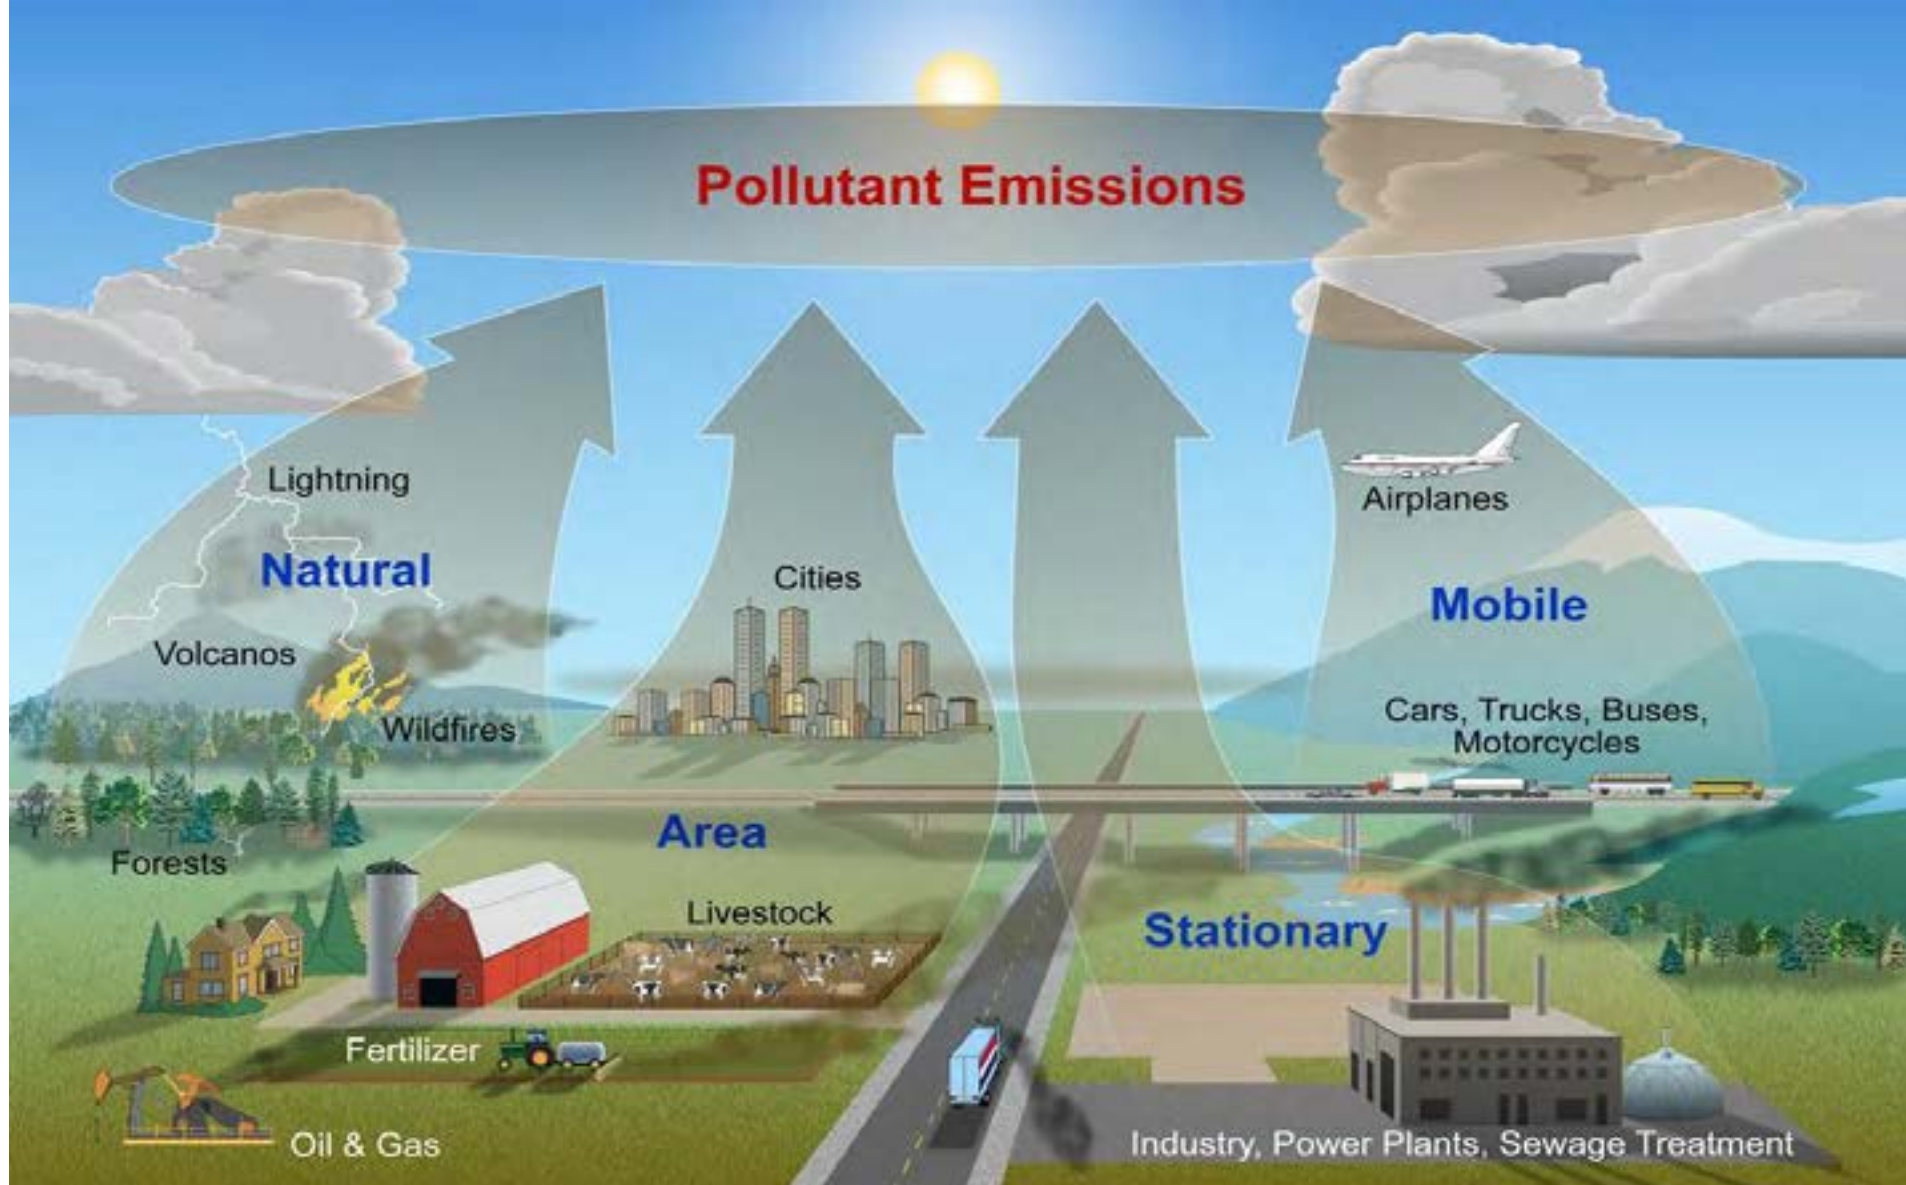 Pollutant Emissions
Lightning
Natural
Volcanos
Wildfires
Forests
Cities
Area
Livestock
Fertilizer
Oil & Gas
Airplanes
Mobile
Cars, Trucks, Buses,
Motorcycles
Stationary
Industry, Power Plants, Sewage Treatment